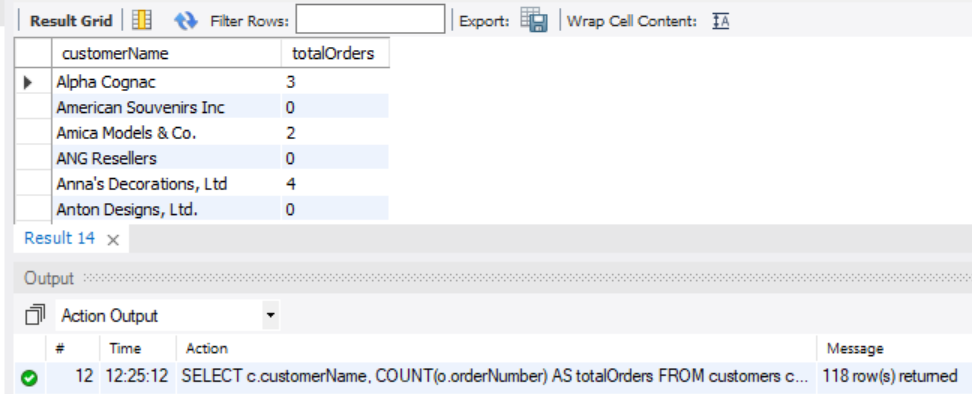 Result Grid Filter Rows: Export: Wrap Cell Content: IA
customerName totalOrders
Alpha Cognac 3
American Souvenirs Inc 0
Amica Models & Co. 2
ANG Resellers 0
Anna's Decorations, Ltd 4
Anton Designs, Ltd. 0
Result 14 ×
Output
Action Output
# Time Action Message
12 12:25:12 SELECT c.customerName, COUNT(o.orderNumber) AS totalOrders FROM customers c... 118 row(s) returned